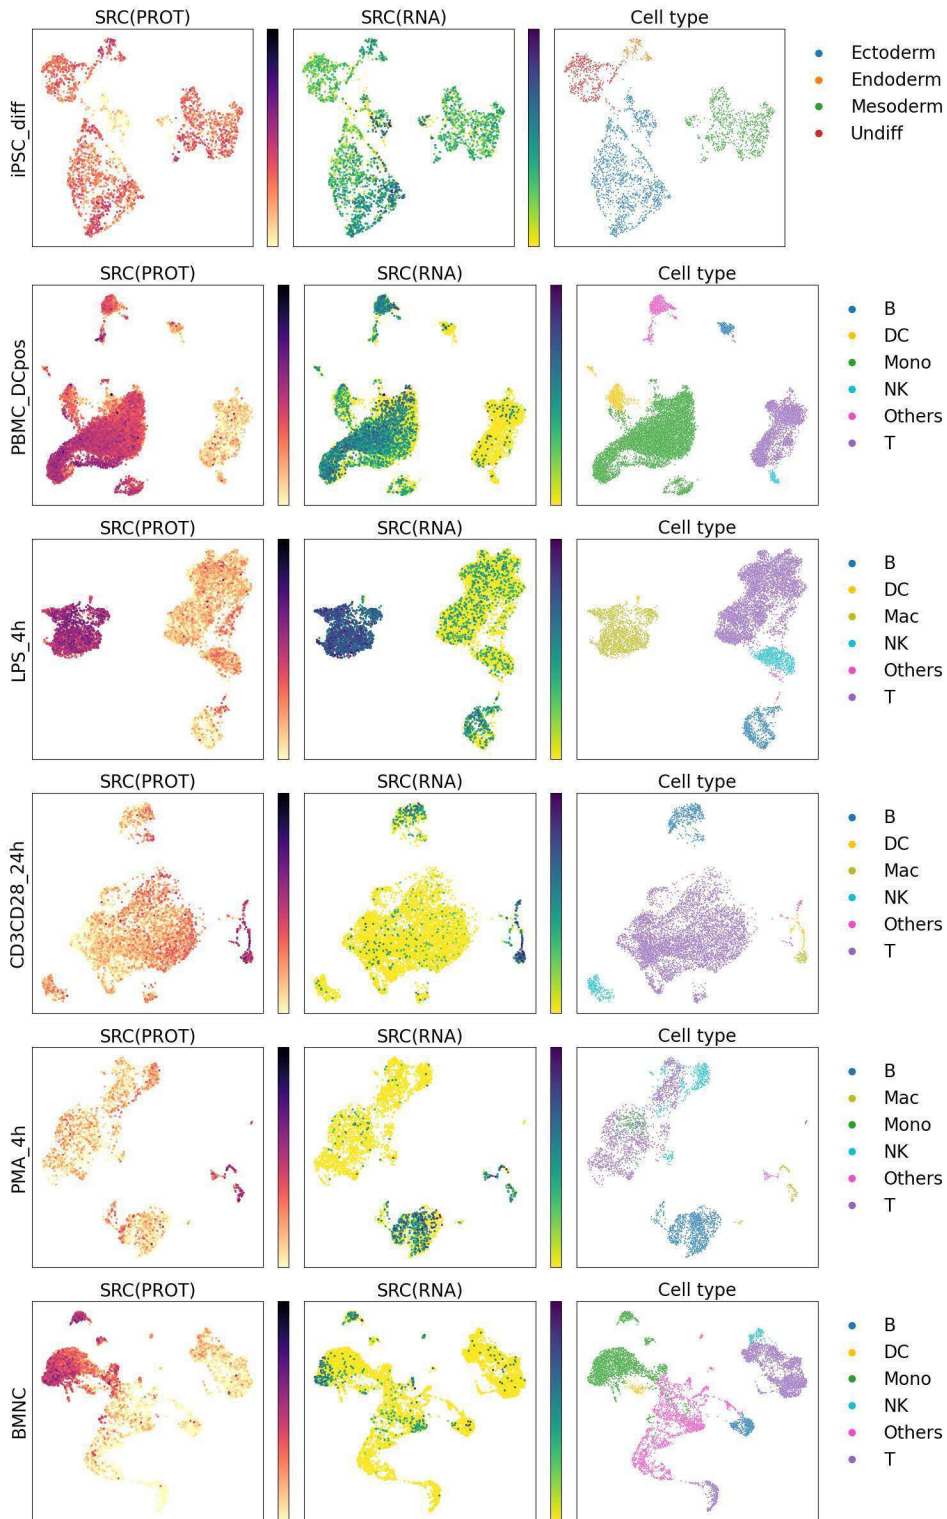 SRC(PROT) SRC(RNA) Cell type
iPSC_diff
Ectoderm
Endoderm
Mesoderm
Undiff
SRC(PROT) SRC(RNA) Cell type
PBMC_DCpos
B
DC
Mono
NK
Others
T
SRC(PROT) SRC(RNA) Cell type
LPS_4h
B
DC
Mac
NK
Others
T
SRC(PROT) SRC(RNA) Cell type
CD3CD28_24h
B
DC
Mac
NK
Others
T
SRC(PROT) SRC(RNA) Cell type
PMA_4h
B
Mac
Mono
NK
Others
T
SRC(PROT) SRC(RNA) Cell type
BMNC
B
DC
Mono
NK
Others
T